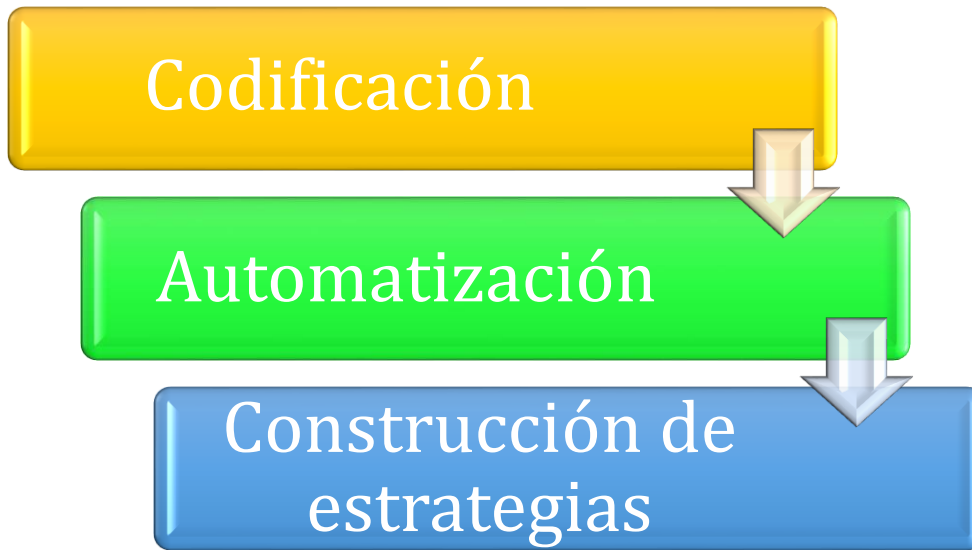 Codificación
Automatización
Construcción de
estrategias